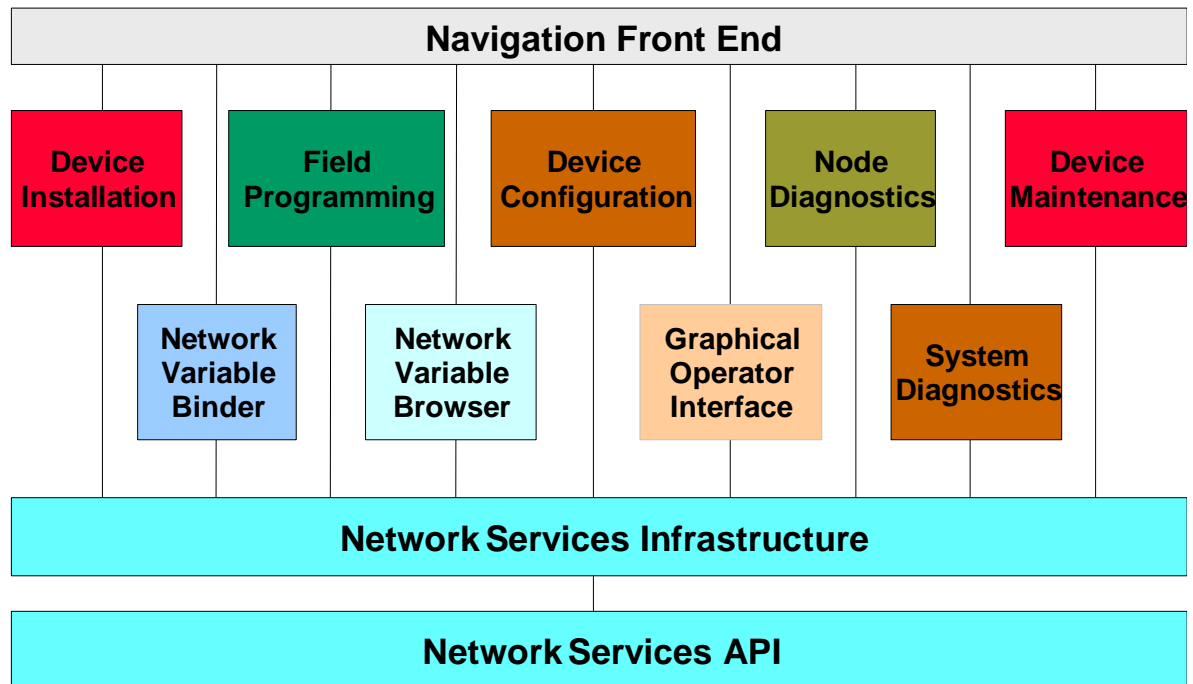 Navigation Front End
Device
Installation
Field
Programming
Device
Configuration
Node
Diagnostics
Device
Maintenance
Network
Variable
Binder
Network
Variable
Browser
Graphical
Operator
Interface
System
Diagnostics
Network Services Infrastructure
Network Services API